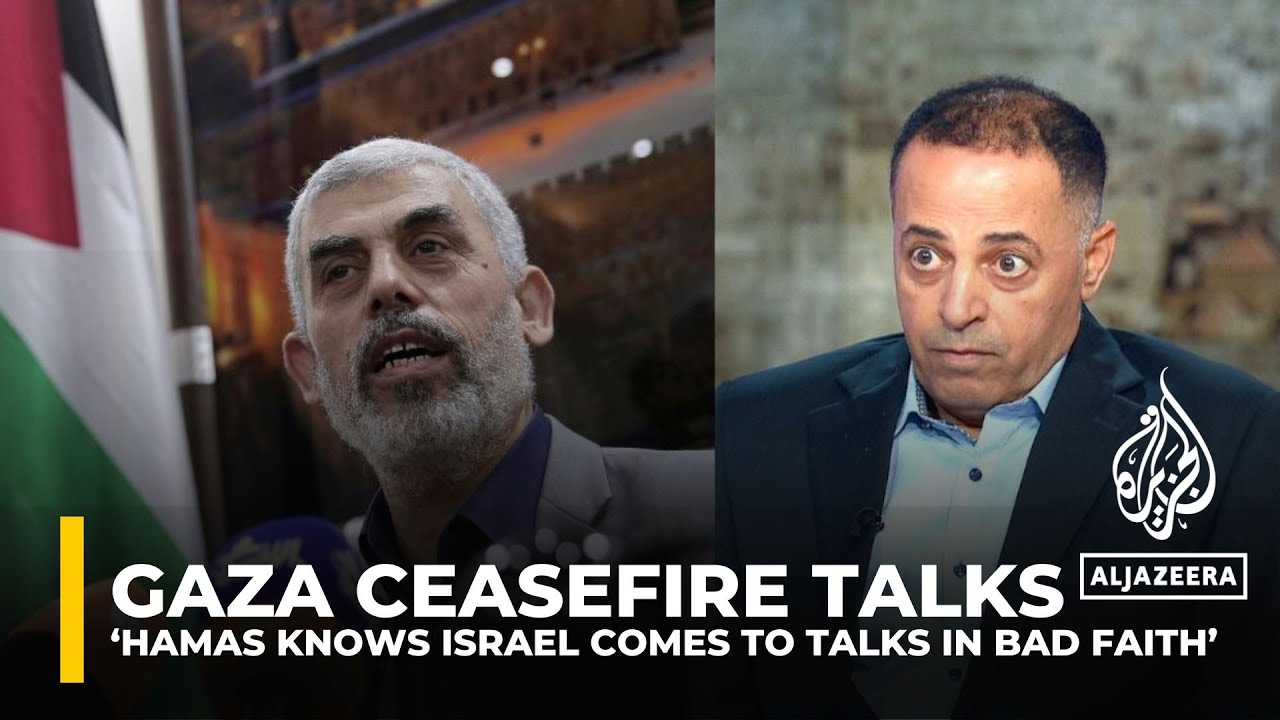 GAZA CEASEFIRE TALKS
‘HAMAS KNOWS ISRAEL COMES TO TALKS IN BAD FAITH’
الجزيرة
ALJAZEERA